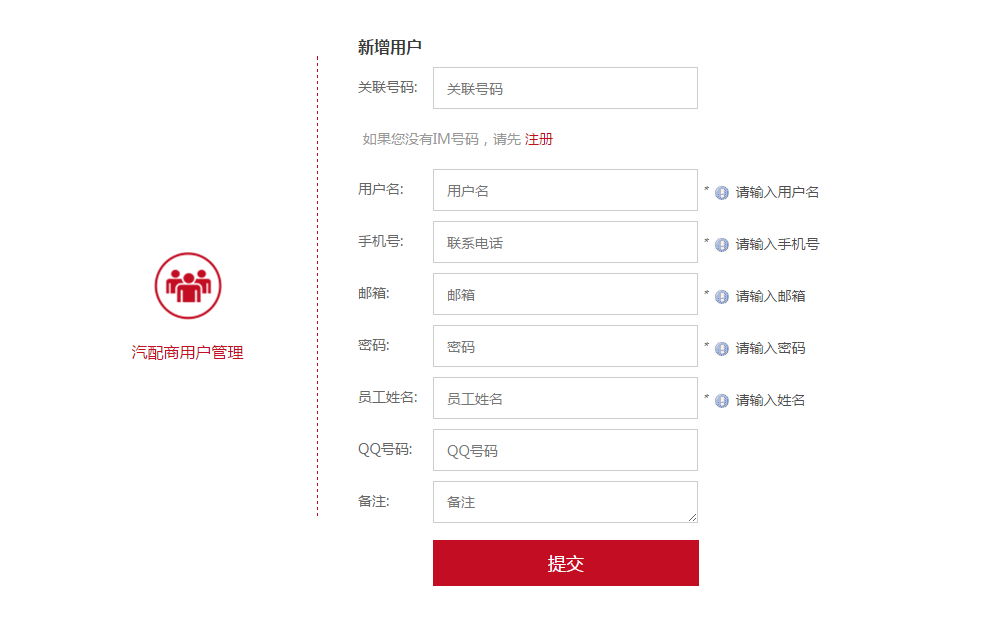 新增用户
关联号码: 关联号码
如果您没有IM号码，请先 注册
用户名: 用户名 * 请输入用户名
手机号: 联系电话 * 请输入手机号
邮箱: 邮箱 * 请输入邮箱
汽配商用户管理
密码: 密码 * 请输入密码
员工姓名: 员工姓名 * 请输入姓名
QQ号码: QQ号码
备注: 备注
提交